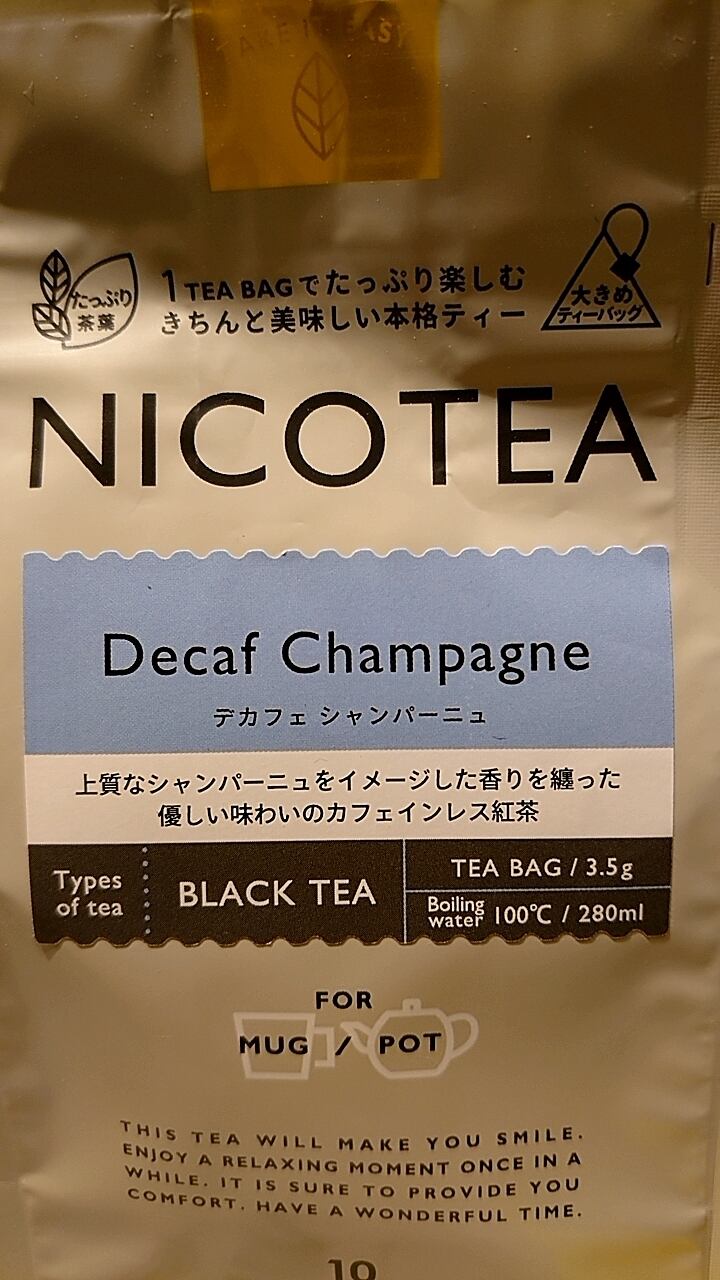 TAKE IT EASY
たっぷり
茶葉
1 TEA BAGでたっぷり楽しむ
きちんと美味しい本格ティー
大きめ
ティーバッグ
NICOTEA
Decaf Champagne
デカフェ シャンパーニュ
上質なシャンパーニュをイメージした香りを纏った
優しい味わいのカフェインレス紅茶
Types
of tea
BLACK TEA
TEA BAG / 3.5g
Boiling
water 100℃ / 280ml
FOR
MUG / POT
THIS TEA WILL MAKE YOU SMILE.
ENJOY A RELAXING MOMENT ONCE IN A
WHILE. IT IS SURE TO PROVIDE YOU
COMFORT. HAVE A WONDERFUL TIME.